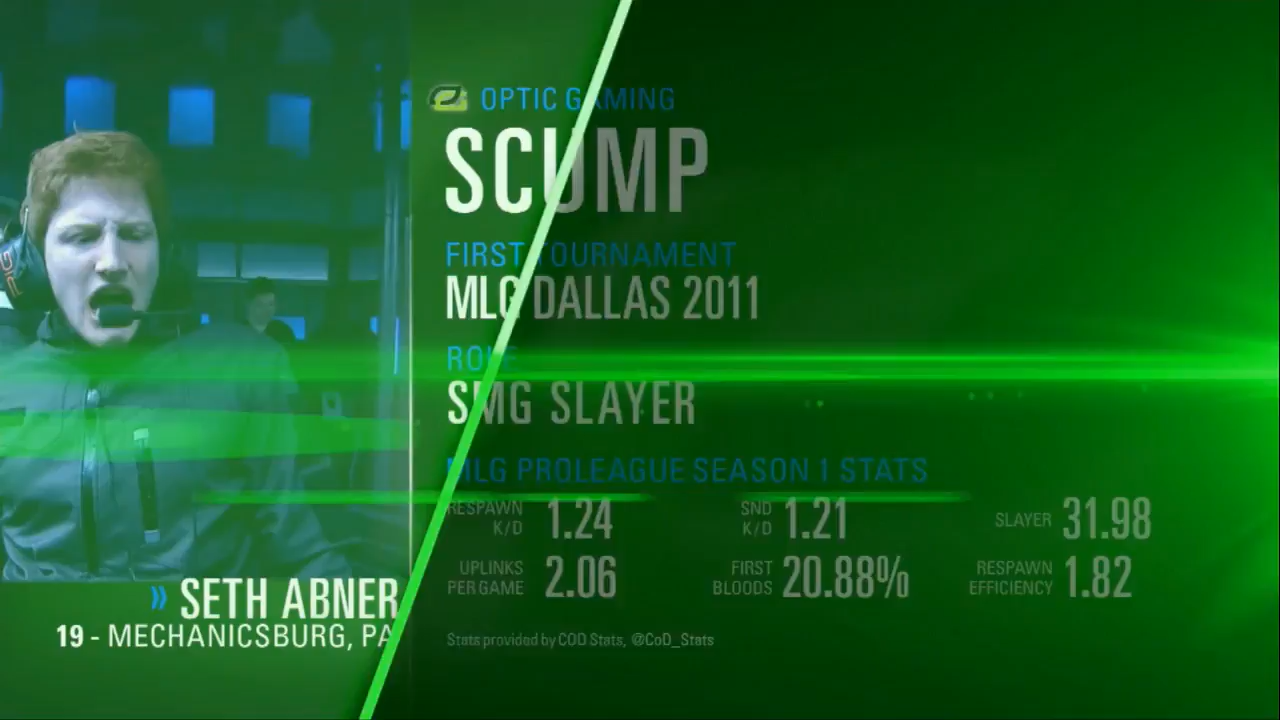 OPTIC GAMING
SCUMP
FIRST TOURNAMENT
MLG DALLAS 2011
ROLE
SMG SLAYER
MLG PROLEAGUE SEASON 1 STATS
RESPAWN K/D 1.24
SND K/D 1.21
SLAYER 31.98
UPLINKS PER GAME 2.06
FIRST BLOODS 20.88%
RESPAWN EFFICIENCY 1.82
Stats provided by COD Stats, @CoD_Stats
» SETH ABNER
19 - MECHANICSBURG, PA